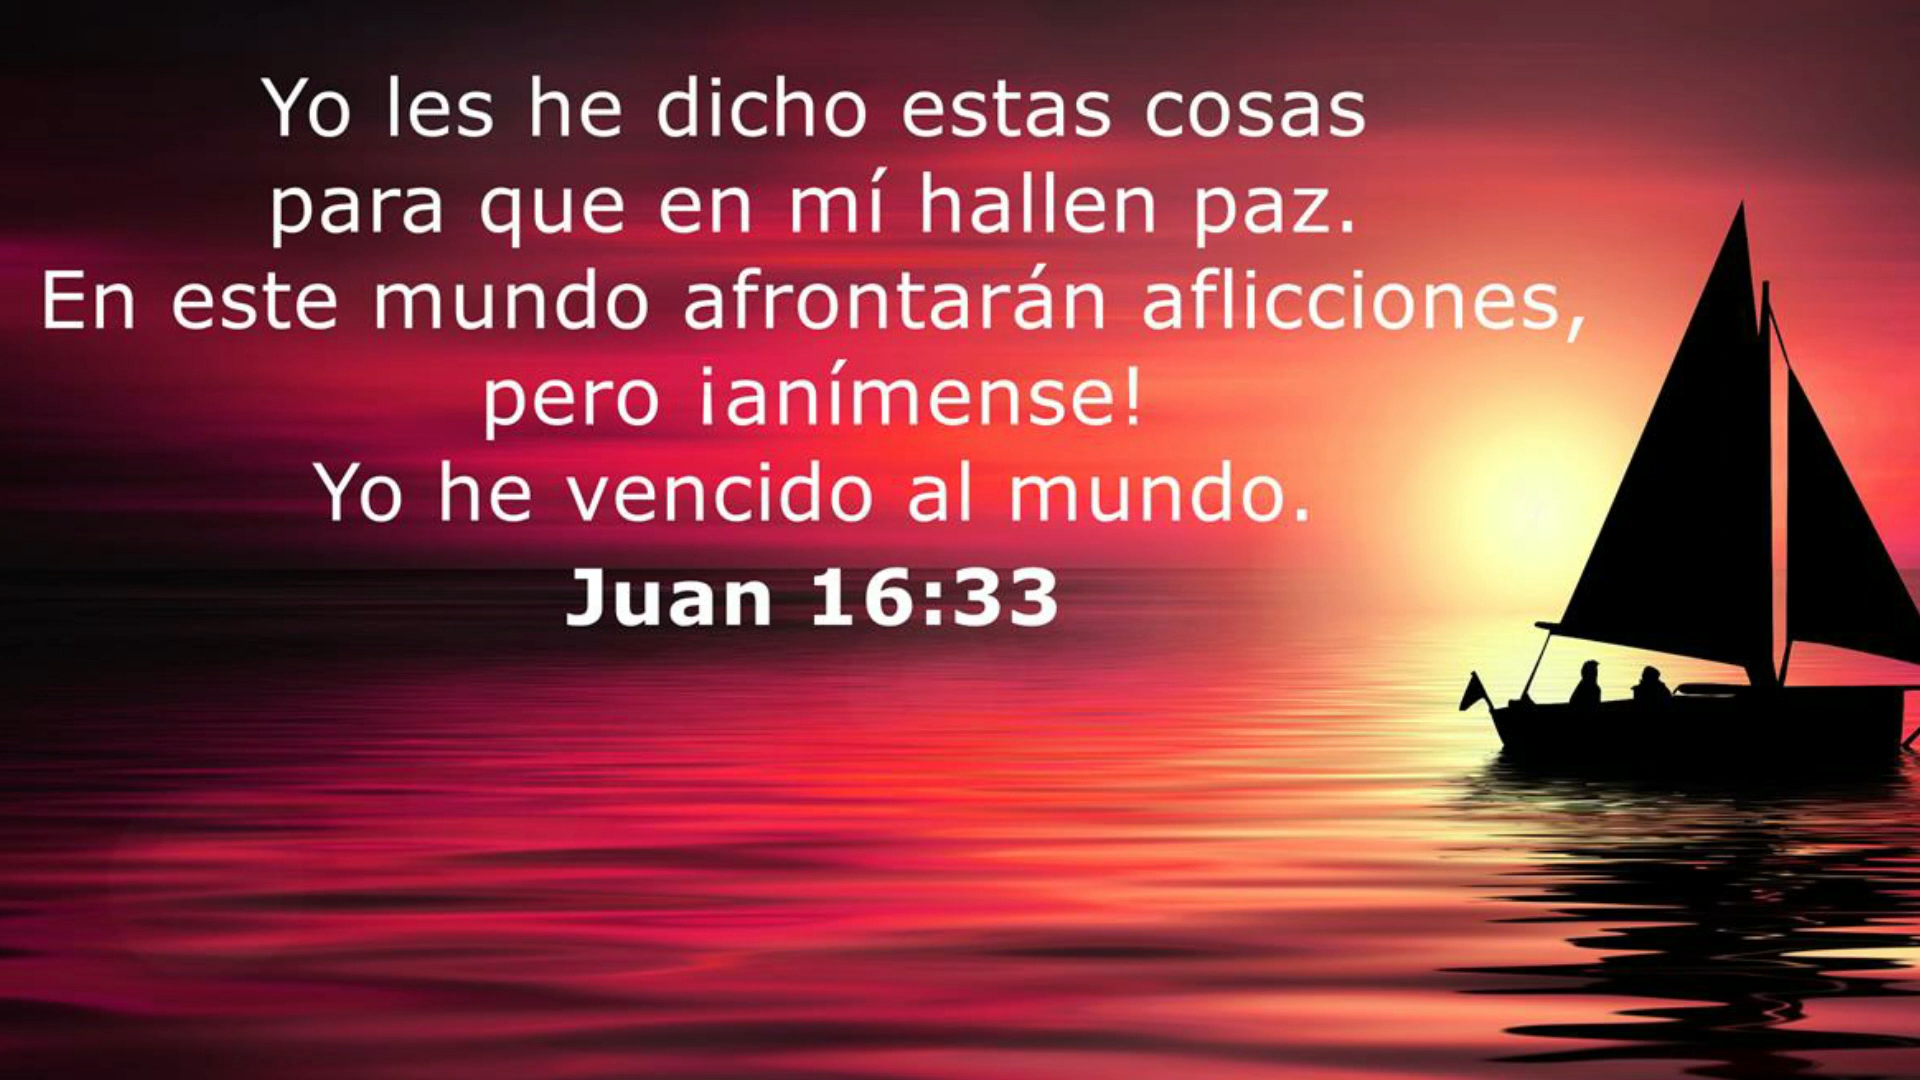 Yo les he dicho estas cosas
para que en mí hallen paz.
En este mundo afrontarán aflicciones,
pero ¡anímense!
Yo he vencido al mundo.
Juan 16:33